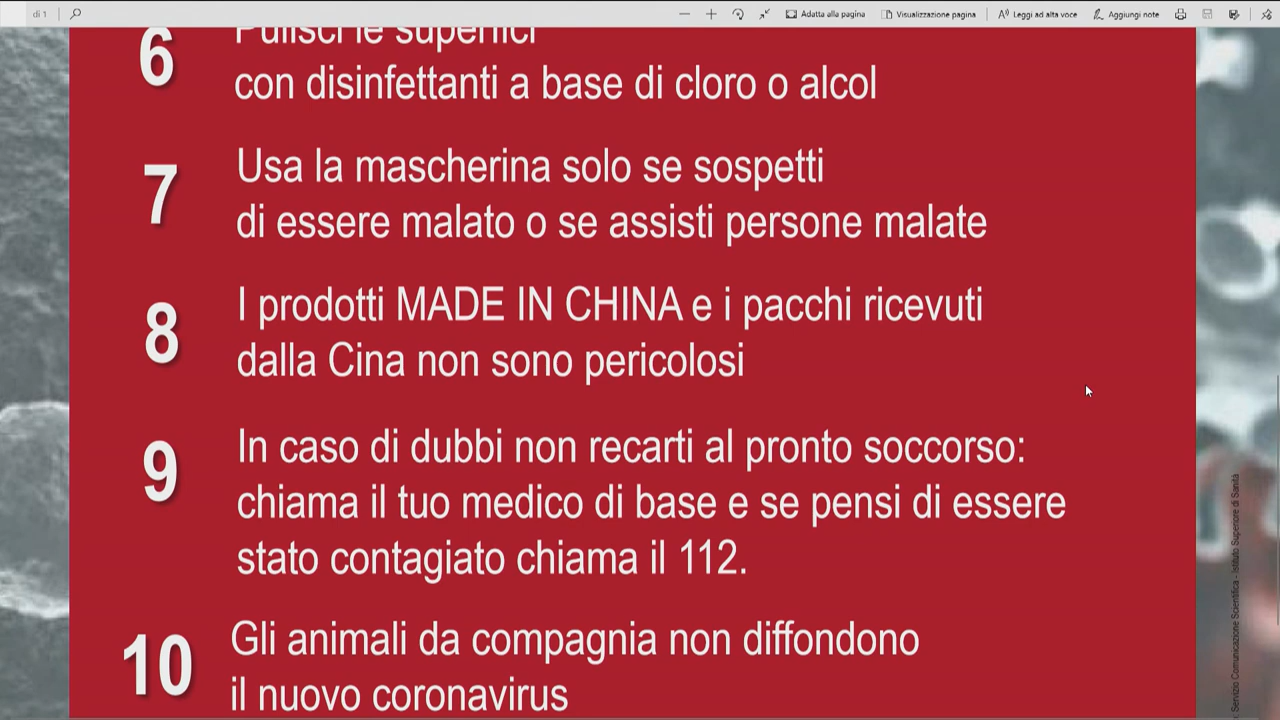 di 1
Adatta alla pagina
Visualizzazione pagina
Leggi ad alta voce
Aggiungi note
6
Pulisci le superfici
con disinfettanti a base di cloro o alcol
7
Usa la mascherina solo se sospetti
di essere malato o se assisti persone malate
8
I prodotti MADE IN CHINA e i pacchi ricevuti
dalla Cina non sono pericolosi
9
In caso di dubbi non recarti al pronto soccorso:
chiama il tuo medico di base e se pensi di essere
stato contagiato chiama il 112.
10
Gli animali da compagnia non diffondono
il nuovo coronavirus
Servizio Comunicazione Scientifica - Istituto Superiore di Sanità